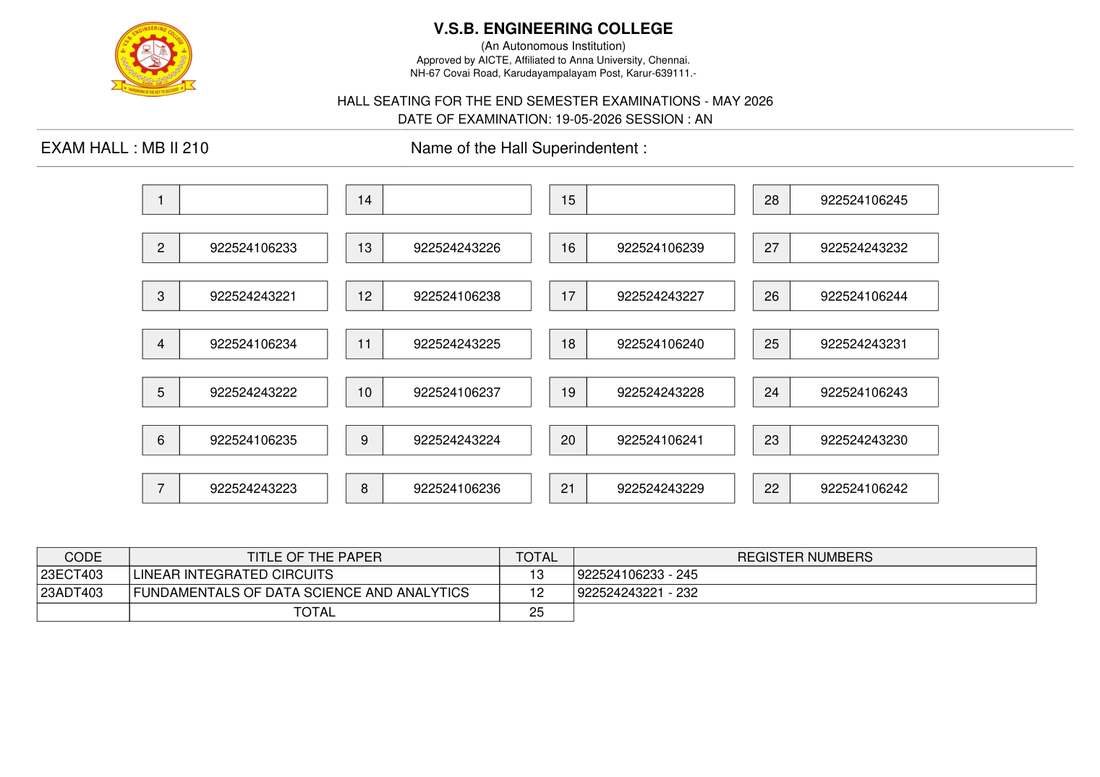 V.S.B. ENGINEERING COLLEGE
(An Autonomous Institution)
Approved by AICTE, Affiliated to Anna University, Chennai.
NH-67 Covai Road, Karudayampalayam Post, Karur-639111.-
HALL SEATING FOR THE END SEMESTER EXAMINATIONS - MAY 2026
DATE OF EXAMINATION: 19-05-2026 SESSION : AN
EXAM HALL : MB II 210 Name of the Hall Superindentent :
1 14 15 28 922524106245
2 922524106233 13 922524243226 16 922524106239 27 922524243232
3 922524243221 12 922524106238 17 922524243227 26 922524106244
4 922524106234 11 922524243225 18 922524106240 25 922524243231
5 922524243222 10 922524106237 19 922524243228 24 922524106243
6 922524106235 9 922524243224 20 922524106241 23 922524243230
7 922524243223 8 922524106236 21 922524243229 22 922524106242
CODE TITLE OF THE PAPER TOTAL REGISTER NUMBERS
23ECT403 LINEAR INTEGRATED CIRCUITS 13 922524106233 - 245
23ADT403 FUNDAMENTALS OF DATA SCIENCE AND ANALYTICS 12 922524243221 - 232
TOTAL 25